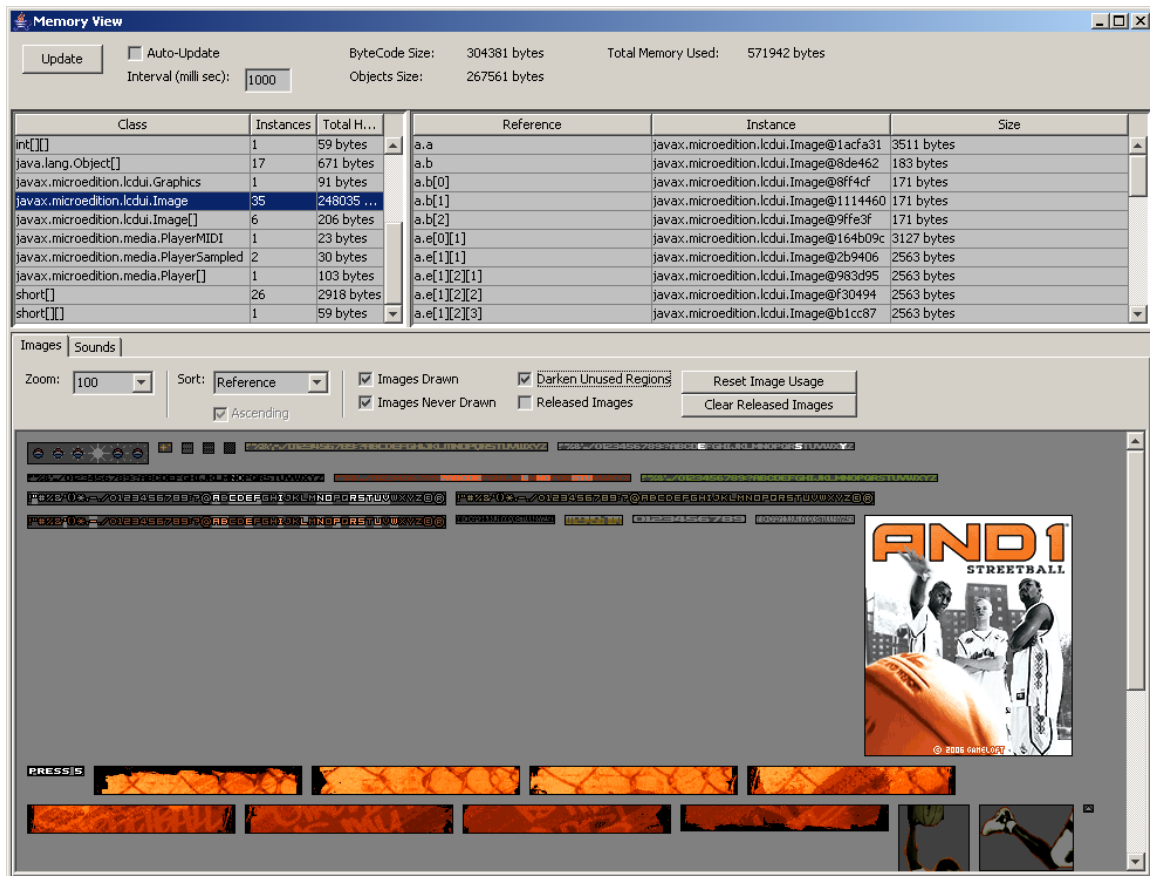 Memory View
Update Auto-Update ByteCode Size: 304381 bytes Total Memory Used: 571942 bytes
Interval (milli sec): 1000 Objects Size: 267561 bytes
Class Instances Total H... Reference Instance Size
int[][] 1 59 bytes a.a javax.microedition.lcdui.Image@1acfa31 3511 bytes
java.lang.Object[] 17 671 bytes a.b javax.microedition.lcdui.Image@8de462 183 bytes
javax.microedition.lcdui.Graphics 1 91 bytes a.b[0] javax.microedition.lcdui.Image@8ff4cf 171 bytes
javax.microedition.lcdui.Image 35 248035 ... a.b[1] javax.microedition.lcdui.Image@1114460 171 bytes
javax.microedition.lcdui.Image[] 6 206 bytes a.b[2] javax.microedition.lcdui.Image@9ffe3f 171 bytes
javax.microedition.media.PlayerMIDI 1 23 bytes a.e[0][1] javax.microedition.lcdui.Image@164b09c 3127 bytes
javax.microedition.media.PlayerSampled 2 30 bytes a.e[1][1] javax.microedition.lcdui.Image@2b9406 2563 bytes
javax.microedition.media.Player[] 1 103 bytes a.e[1][2][1] javax.microedition.lcdui.Image@983d95 2563 bytes
short[] 26 2918 bytes a.e[1][2][2] javax.microedition.lcdui.Image@f30494 2563 bytes
short[][] 1 59 bytes a.e[1][2][3] javax.microedition.lcdui.Image@b1cc87 2563 bytes
Images Sounds
Zoom: 100 Sort: Reference Images Drawn Darken Unused Regions Reset Image Usage
Ascending Images Never Drawn Released Images Clear Released Images
AND1
STREETBALL
© 2006 GAMELOFT
PRESS 5